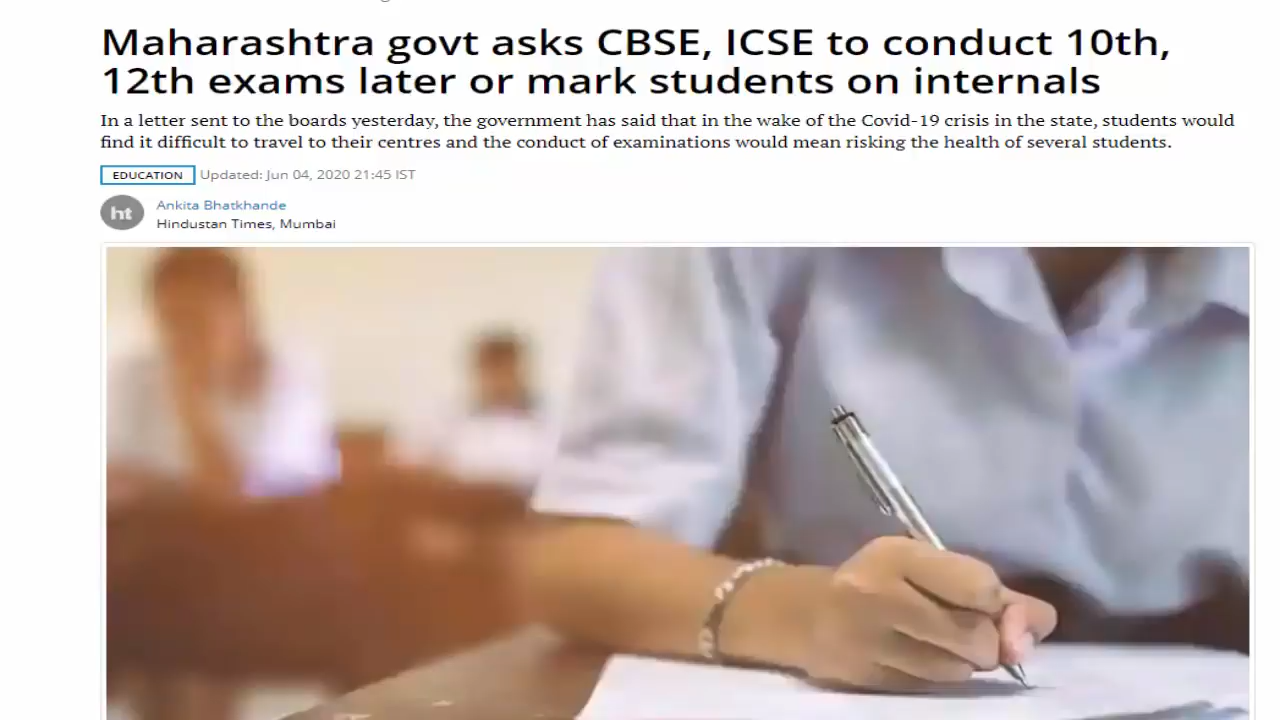 Maharashtra govt asks CBSE, ICSE to conduct 10th,
12th exams later or mark students on internals
In a letter sent to the boards yesterday, the government has said that in the wake of the Covid-19 crisis in the state, students would
find it difficult to travel to their centres and the conduct of examinations would mean risking the health of several students.
EDUCATION Updated: Jun 04, 2020 21:45 IST
ht
Ankita Bhatkhande
Hindustan Times, Mumbai